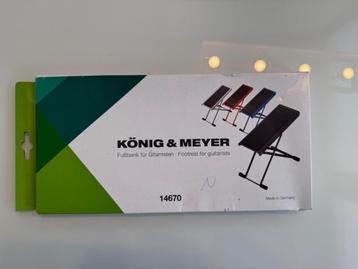 KÖNIG & MEYER
Fußbank für Gitarristen · Footrest for guitarists
14670
Made in Germany